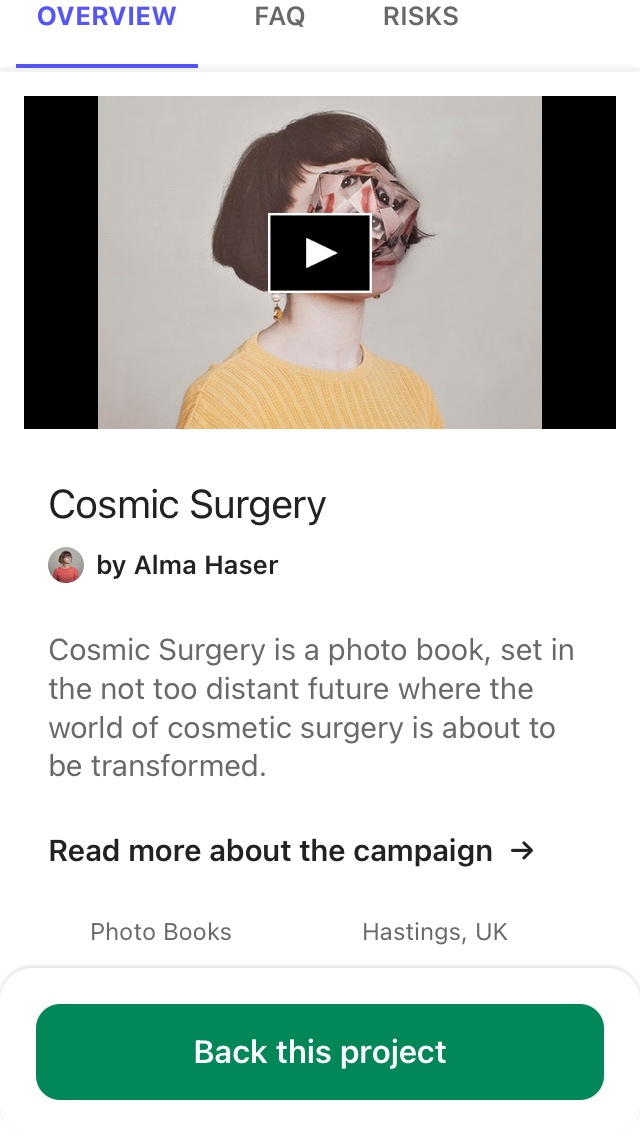 OVERVIEW FAQ RISKS
Cosmic Surgery
by Alma Haser
Cosmic Surgery is a photo book, set in
the not too distant future where the
world of cosmetic surgery is about to
be transformed.
Read more about the campaign →
Photo Books Hastings, UK
Back this project